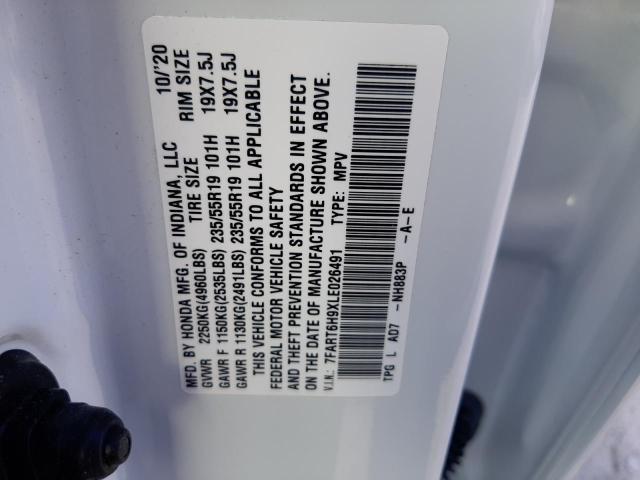 MFD. BY HONDA MFG. OF INDIANA, LLC 10/'20
GVWR 2250KG(4960LBS) TIRE SIZE RIM SIZE
GAWR F 1150KG(2535LBS) 235/55R19 101H 19X7.5J
GAWR R 1130KG(2491LBS) 235/55R19 101H 19X7.5J
THIS VEHICLE CONFORMS TO ALL APPLICABLE
FEDERAL MOTOR VEHICLE SAFETY
AND THEFT PREVENTION STANDARDS IN EFFECT
ON THE DATE OF MANUFACTURE SHOWN ABOVE.
V.I.N.: 7FART6H9XLE026491 TYPE: MPV
TPG L AD7 -NH883P -A-E